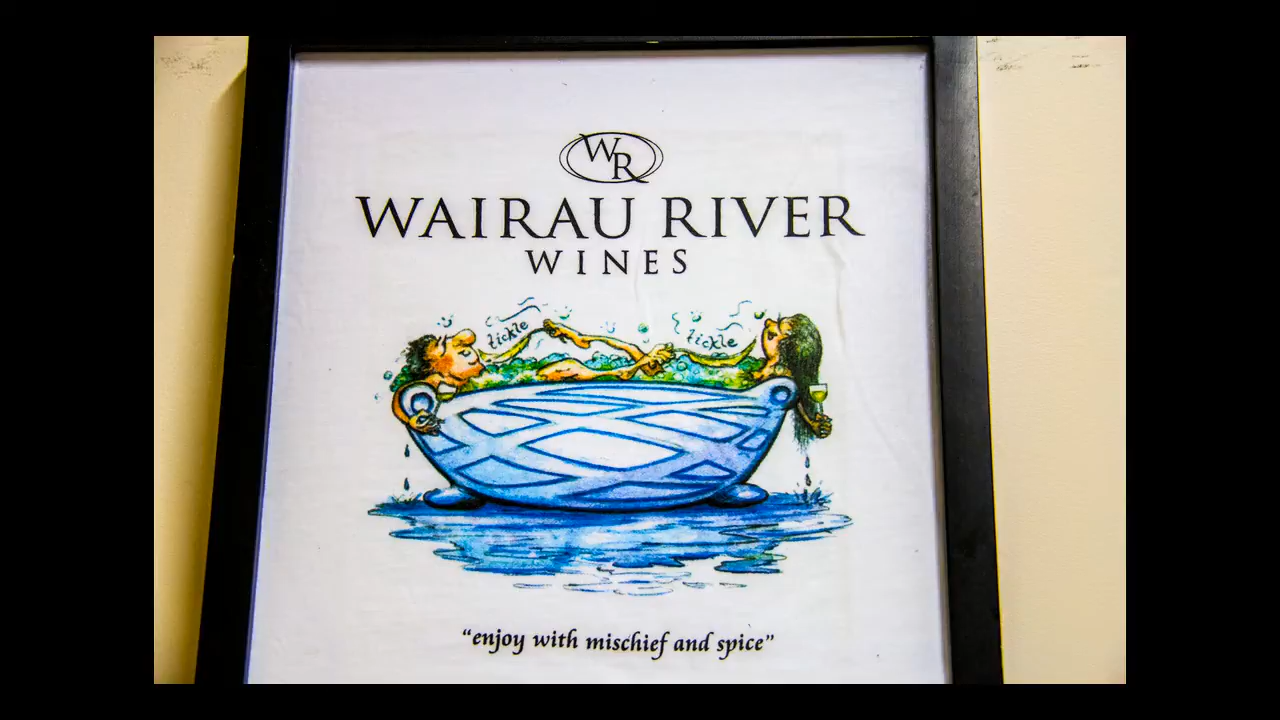 WR
WAIRAU RIVER
WINES
tickle
tickle
“enjoy with mischief and spice”